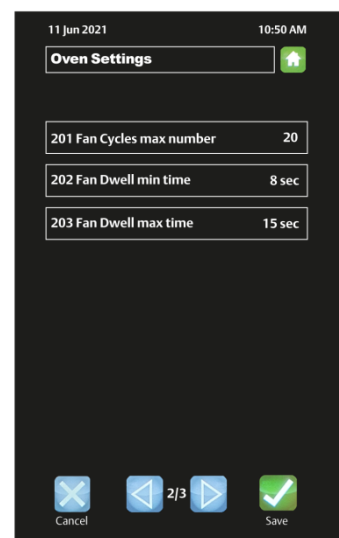 11 Jun 2021 10:50 AM
Oven Settings
201 Fan Cycles max number 20
202 Fan Dwell min time 8 sec
203 Fan Dwell max time 15 sec
2/3
Cancel Save